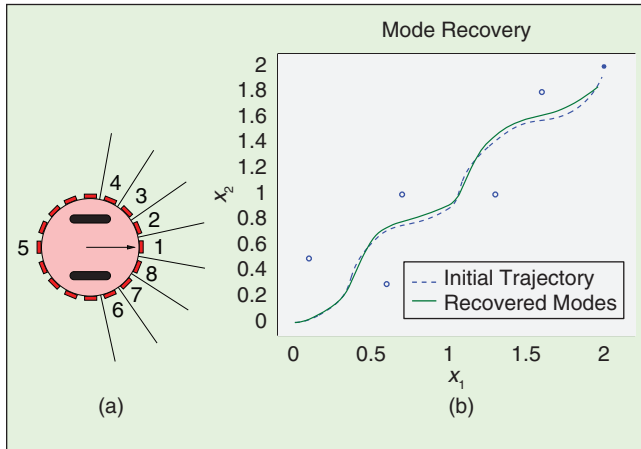 4
3
2
1
8
7
6
5
(a)
Mode Recovery
x2
2
1.8
1.6
1.4
1.2
1
0.8
0.6
0.4
0.2
0
0 0.5 1 1.5 2
x1
Initial Trajectory
Recovered Modes
(b)